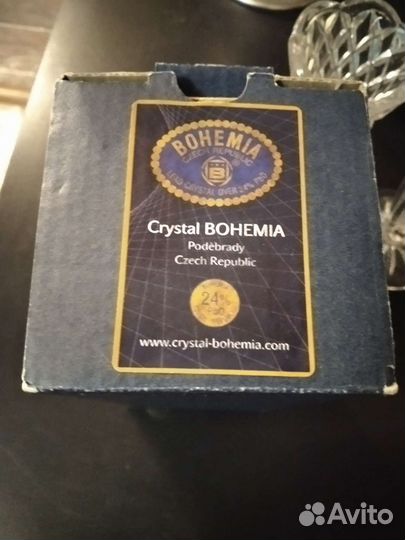 BOHEMIA
CZECH REPUBLIC
B
LEAD CRYSTAL OVER 24% PbO
Crystal BOHEMIA
Poděbrady
Czech Republic
24%
PbO
www.crystal-bohemia.com
Avito